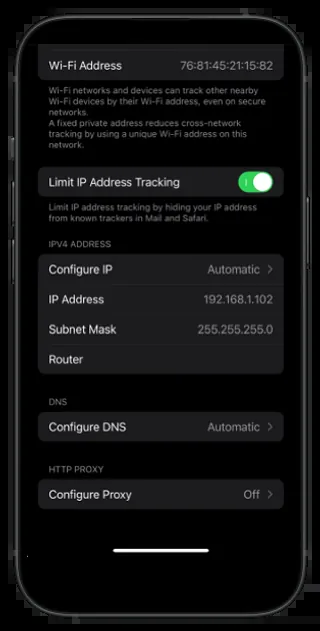 Wi-Fi Address 76:81:45:21:15:82
Wi-Fi networks and devices can track other nearby
Wi-Fi devices by their Wi-Fi address, even on secure
networks.
A fixed private address reduces cross-network
tracking by using a unique Wi-Fi address on this
network.
Limit IP Address Tracking
Limit IP address tracking by hiding your IP address
from known trackers in Mail and Safari.
IPV4 ADDRESS
Configure IP Automatic
IP Address 192.168.1.102
Subnet Mask 255.255.255.0
Router
DNS
Configure DNS Automatic
HTTP PROXY
Configure Proxy Off